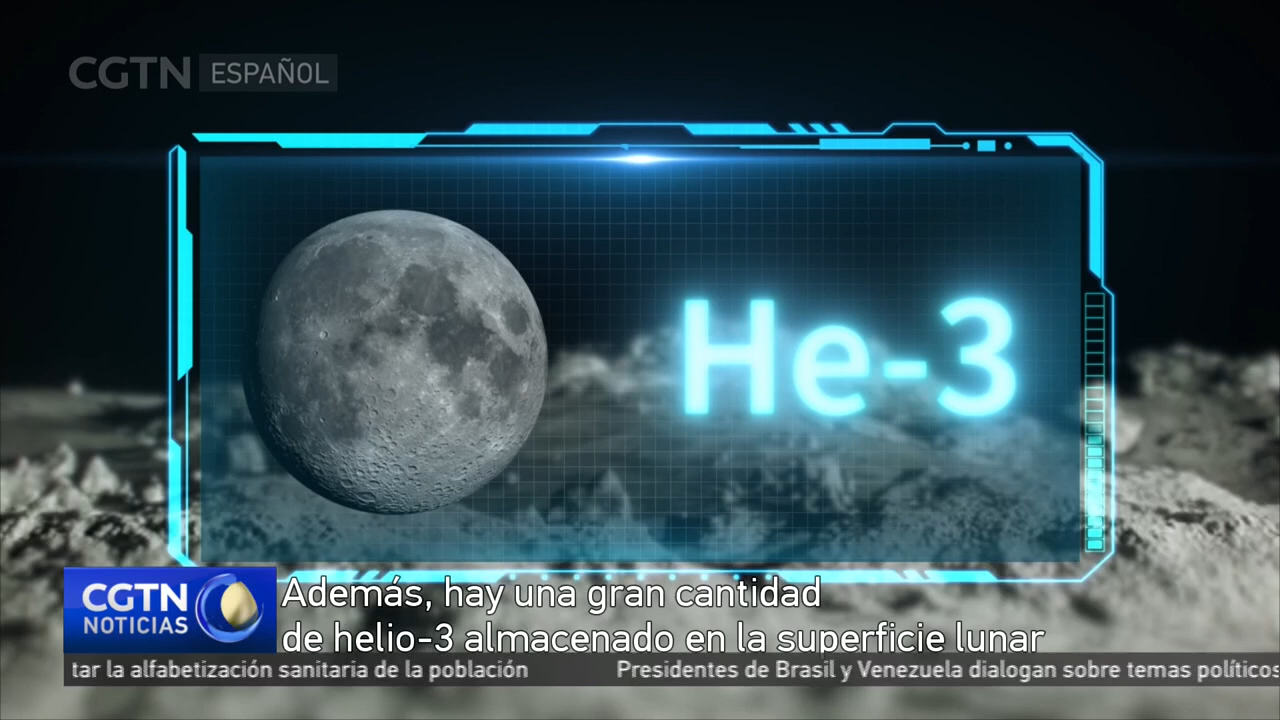 CGTN ESPAÑOL
He-3
CGTN
NOTICIAS
Además, hay una gran cantidad
de helio-3 almacenado en la superficie lunar
tar la alfabetización sanitaria de la población
Presidentes de Brasil y Venezuela dialogan sobre temas políticos